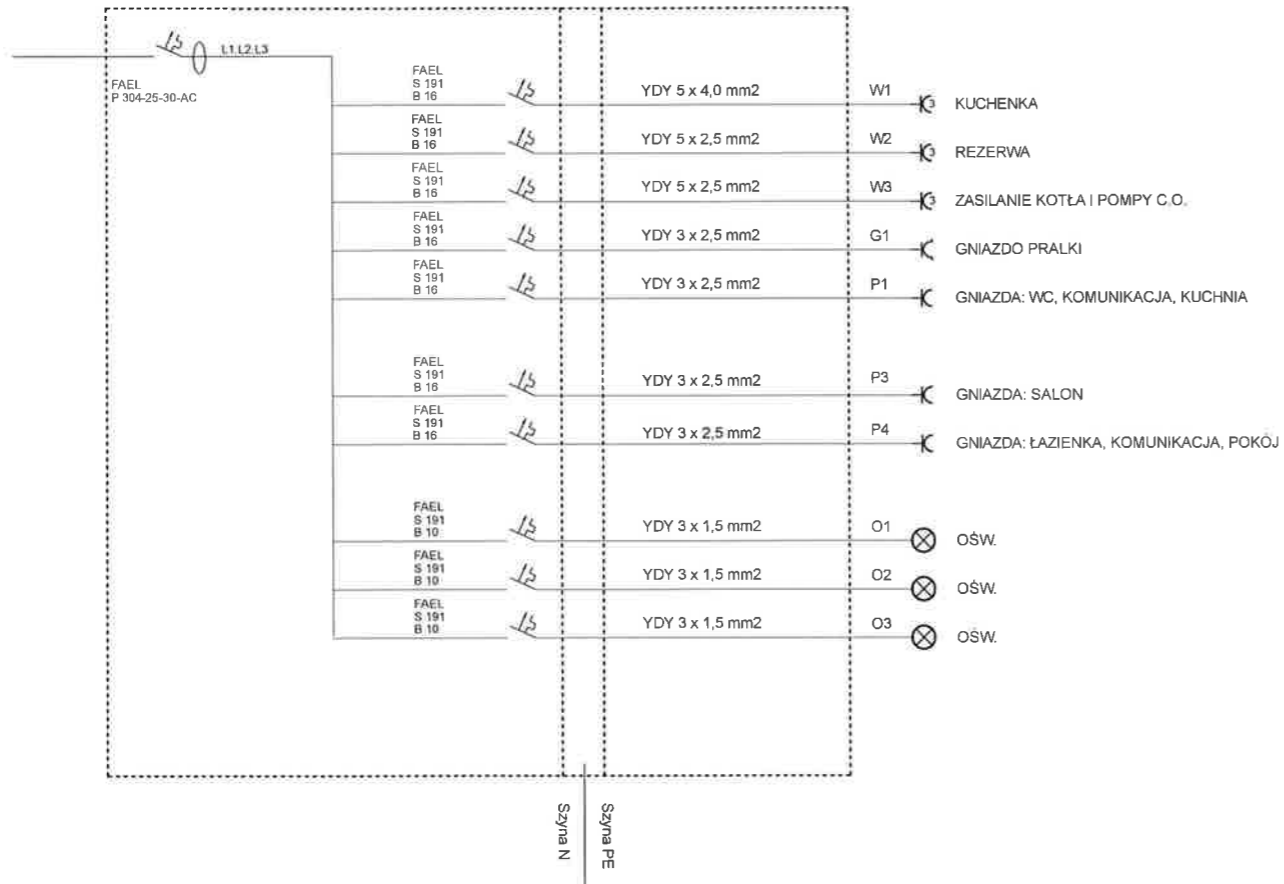 L1,L2,L3
FAEL
P 304-25-30-AC
FAEL
S 191
B 16
YDY 5 x 4,0 mm2
W1
3
KUCHENKA
FAEL
S 191
B 16
YDY 5 x 2,5 mm2
W2
3
REZERWA
FAEL
S 191
B 16
YDY 5 x 2,5 mm2
W3
3
ZASILANIE KOTŁA I POMPY C.O.
FAEL
S 191
B 16
YDY 3 x 2,5 mm2
G1
GNIAZDO PRALKI
FAEL
S 191
B 16
YDY 3 x 2,5 mm2
P1
GNIAZDA: WC, KOMUNIKACJA, KUCHNIA
FAEL
S 191
B 16
YDY 3 x 2,5 mm2
P3
GNIAZDA: SALON
FAEL
S 191
B 16
YDY 3 x 2,5 mm2
P4
GNIAZDA: ŁAZIENKA, KOMUNIKACJA, POKÓJ
FAEL
S 191
B 10
YDY 3 x 1,5 mm2
O1
OŚW.
FAEL
S 191
B 10
YDY 3 x 1,5 mm2
O2
OŚW.
FAEL
S 191
B 10
YDY 3 x 1,5 mm2
O3
OŚW.
Szyna N
Szyna PE